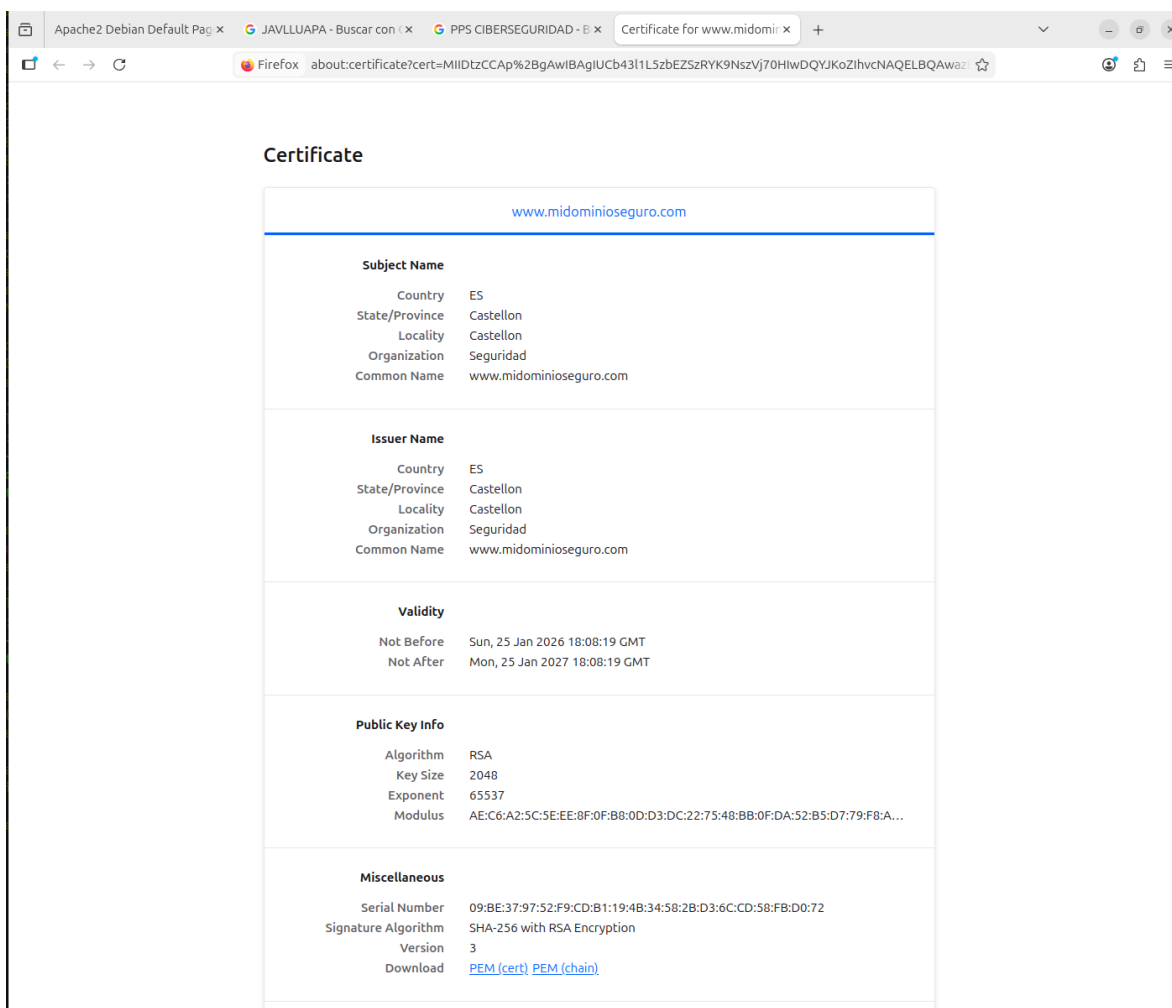 Apache2 Debian Default Pag
JAVLLUAPA - Buscar con
PPS CIBERSEGURIDAD - B
Certificate for www.midomin
Firefox about:certificate?cert=MIIDtzCCAp%2BgAwIBAgIUCb43l1L5zbEZSzRYK9NszVj70HIwDQYJKoZIhvcNAQELBQAwaz
Certificate
www.midominioseguro.com
Subject Name
Country ES
State/Province Castellon
Locality Castellon
Organization Seguridad
Common Name www.midominioseguro.com
Issuer Name
Country ES
State/Province Castellon
Locality Castellon
Organization Seguridad
Common Name www.midominioseguro.com
Validity
Not Before Sun, 25 Jan 2026 18:08:19 GMT
Not After Mon, 25 Jan 2027 18:08:19 GMT
Public Key Info
Algorithm RSA
Key Size 2048
Exponent 65537
Modulus AE:C6:A2:5C:5E:EE:8F:0F:B8:0D:D3:DC:22:75:48:BB:0F:DA:52:B5:D7:79:F8:A…
Miscellaneous
Serial Number 09:BE:37:97:52:F9:CD:B1:19:4B:34:58:2B:D3:6C:CD:58:FB:D0:72
Signature Algorithm SHA-256 with RSA Encryption
Version 3
Download PEM (cert) PEM (chain)